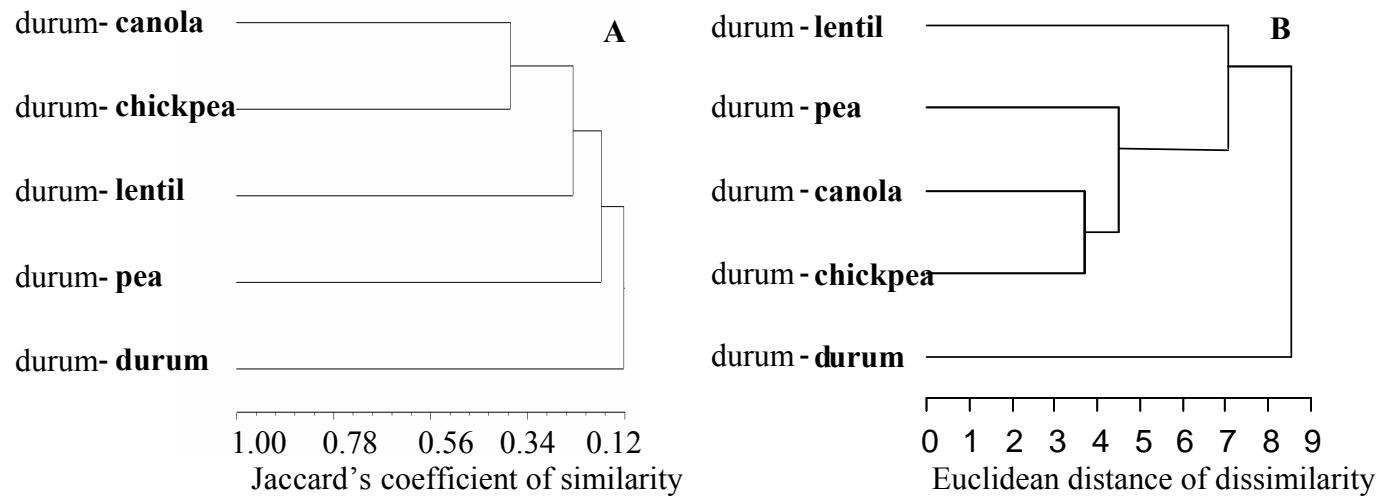 durum- canola
A
durum- chickpea
durum- lentil
durum- pea
durum- durum
1.00 0.78 0.56 0.34 0.12
Jaccard's coefficient of similarity
durum - lentil
B
durum - pea
durum - canola
durum - chickpea
durum - durum
0 1 2 3 4 5 6 7 8 9
Euclidean distance of dissimilarity